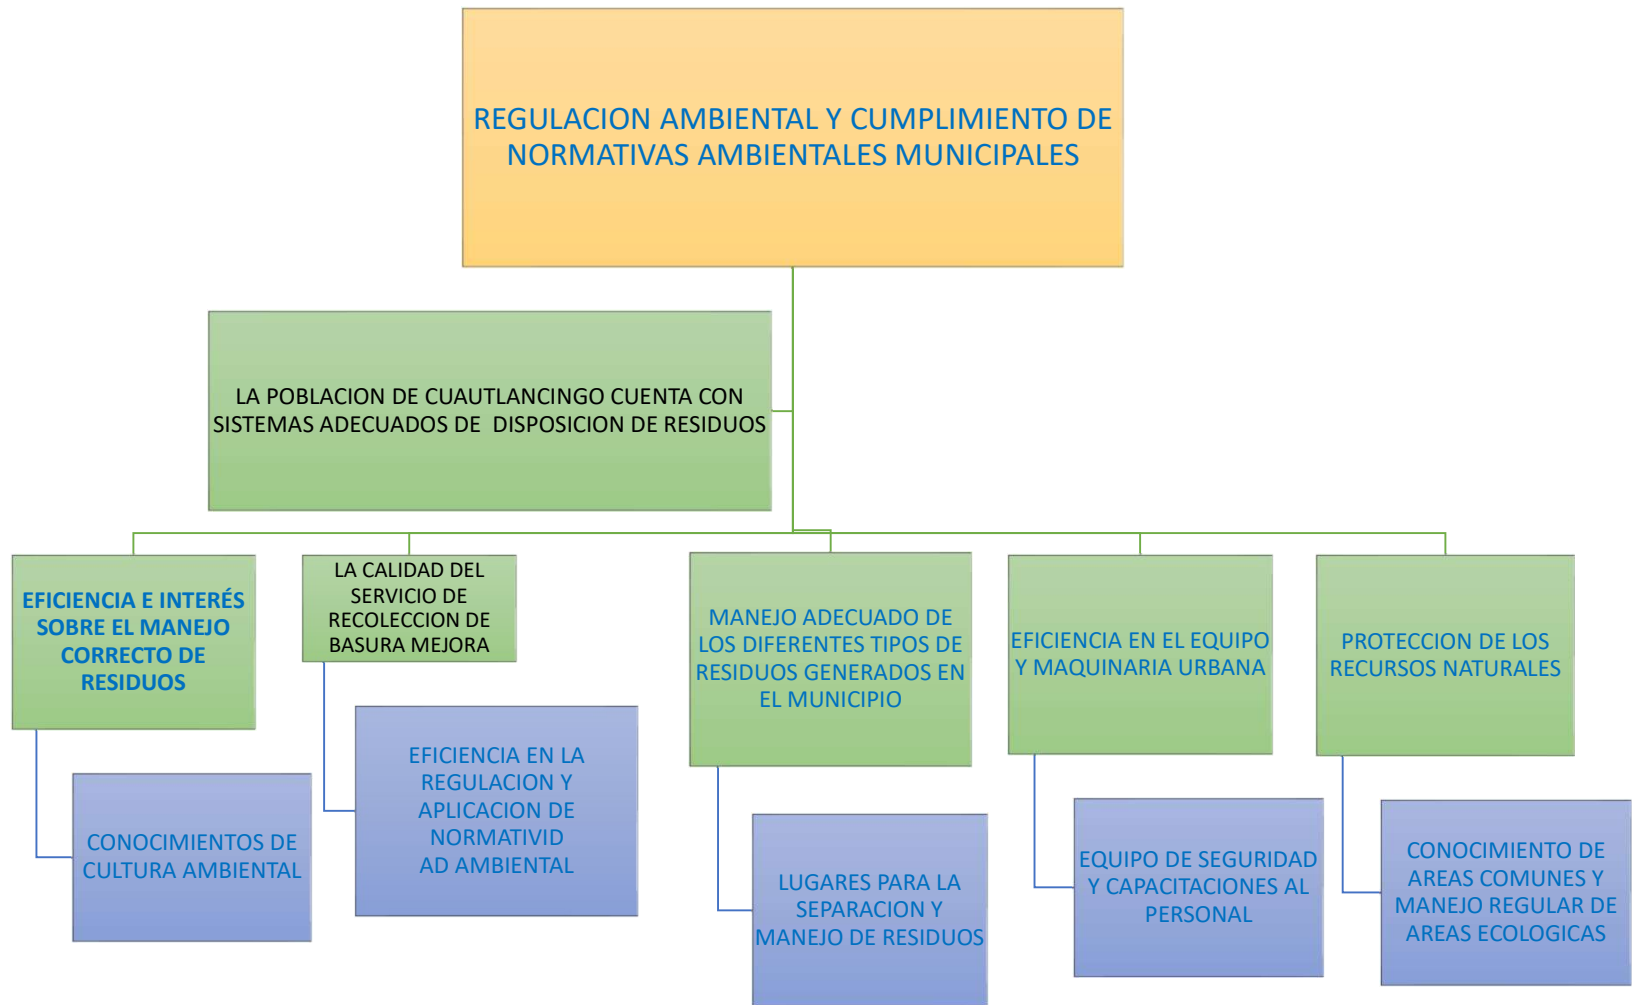 REGULACION AMBIENTAL Y CUMPLIMIENTO DE
NORMATIVAS AMBIENTALES MUNICIPALES
LA POBLACION DE CUAUTLANCINGO CUENTA CON
SISTEMAS ADECUADOS DE DISPOSICION DE RESIDUOS
EFICIENCIA E INTERÉS
SOBRE EL MANEJO
CORRECTO DE
RESIDUOS
LA CALIDAD DEL
SERVICIO DE
RECOLECCION DE
BASURA MEJORA
MANEJO ADECUADO DE
LOS DIFERENTES TIPOS DE
RESIDUOS GENERADOS EN
EL MUNICIPIO
EFICIENCIA EN EL EQUIPO
Y MAQUINARIA URBANA
PROTECCION DE LOS
RECURSOS NATURALES
CONOCIMIENTOS DE
CULTURA AMBIENTAL
EFICIENCIA EN LA
REGULACION Y
APLICACION DE
NORMATIVID
AD AMBIENTAL
LUGARES PARA LA
SEPARACION Y
MANEJO DE RESIDUOS
EQUIPO DE SEGURIDAD
Y CAPACITACIONES AL
PERSONAL
CONOCIMIENTO DE
AREAS COMUNES Y
MANEJO REGULAR DE
AREAS ECOLOGICAS